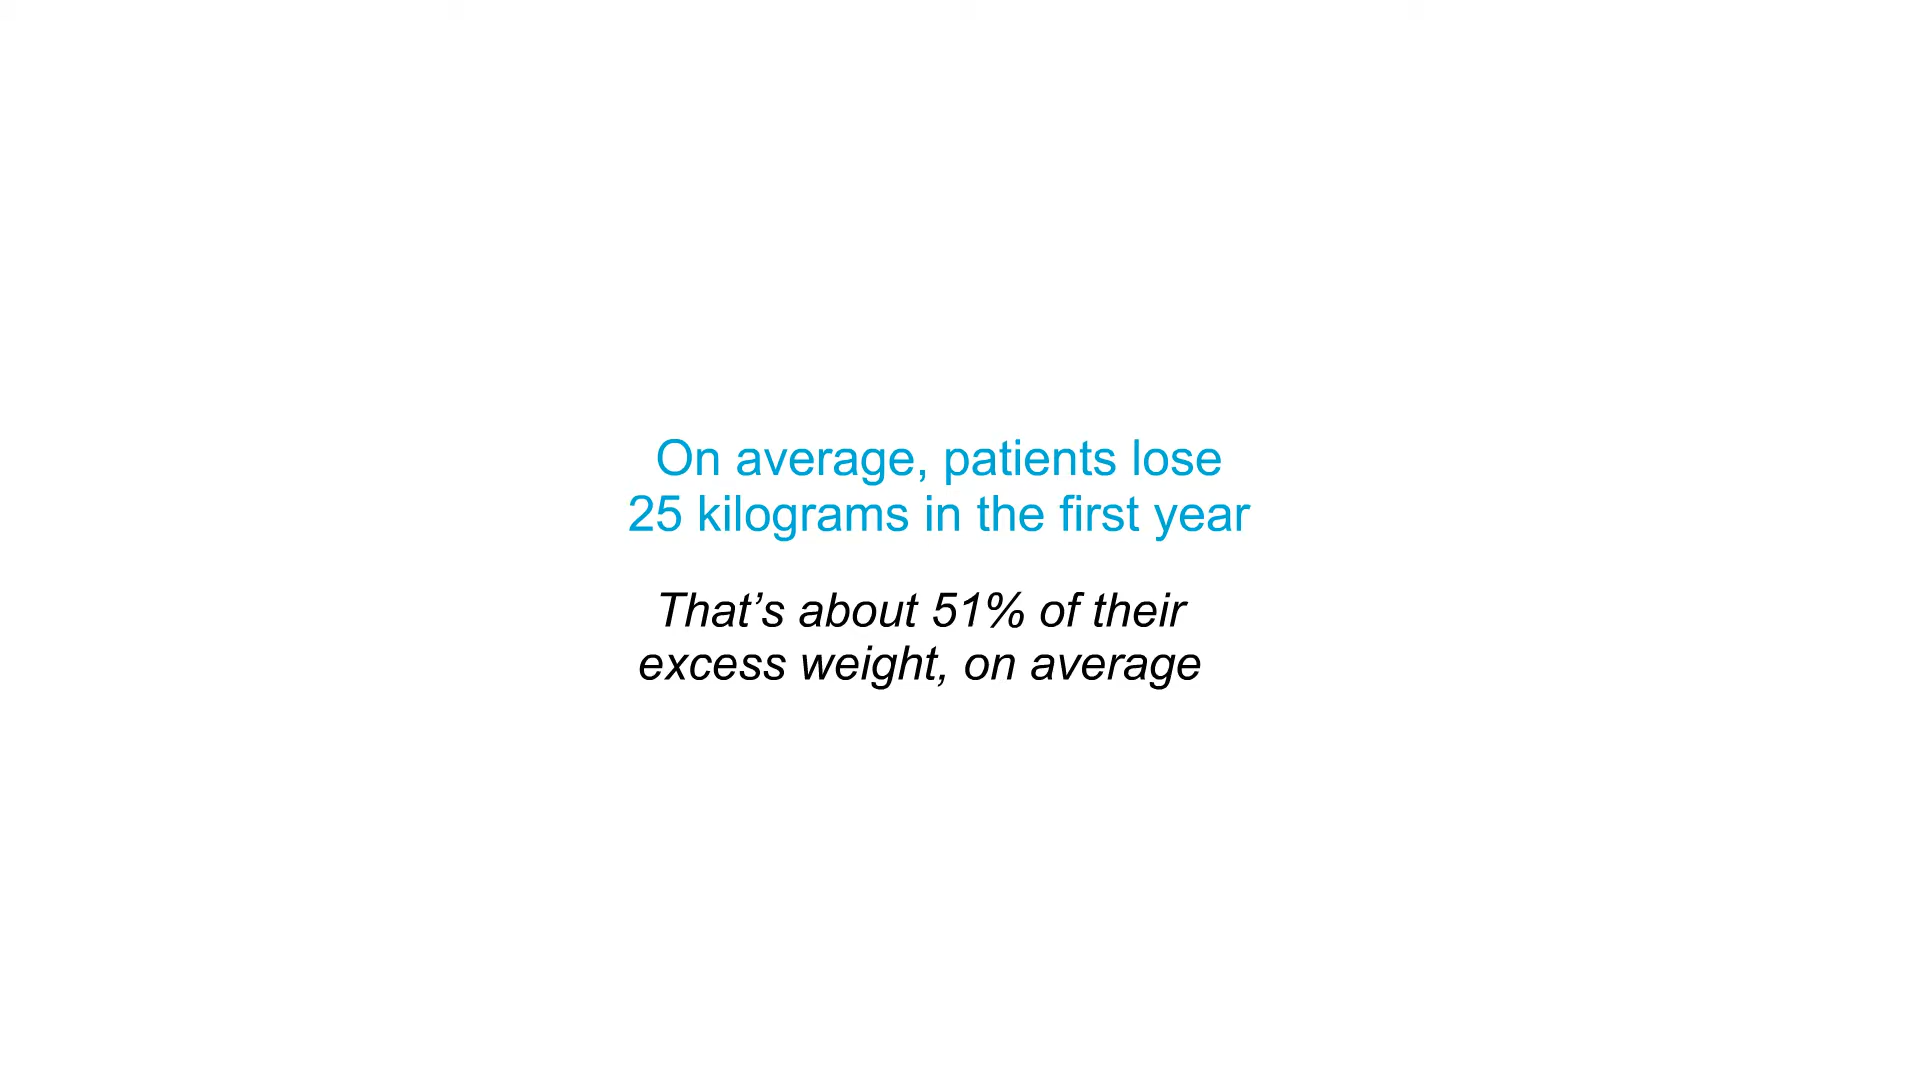 On average, patients lose
25 kilograms in the first year
That’s about 51% of their
excess weight, on average